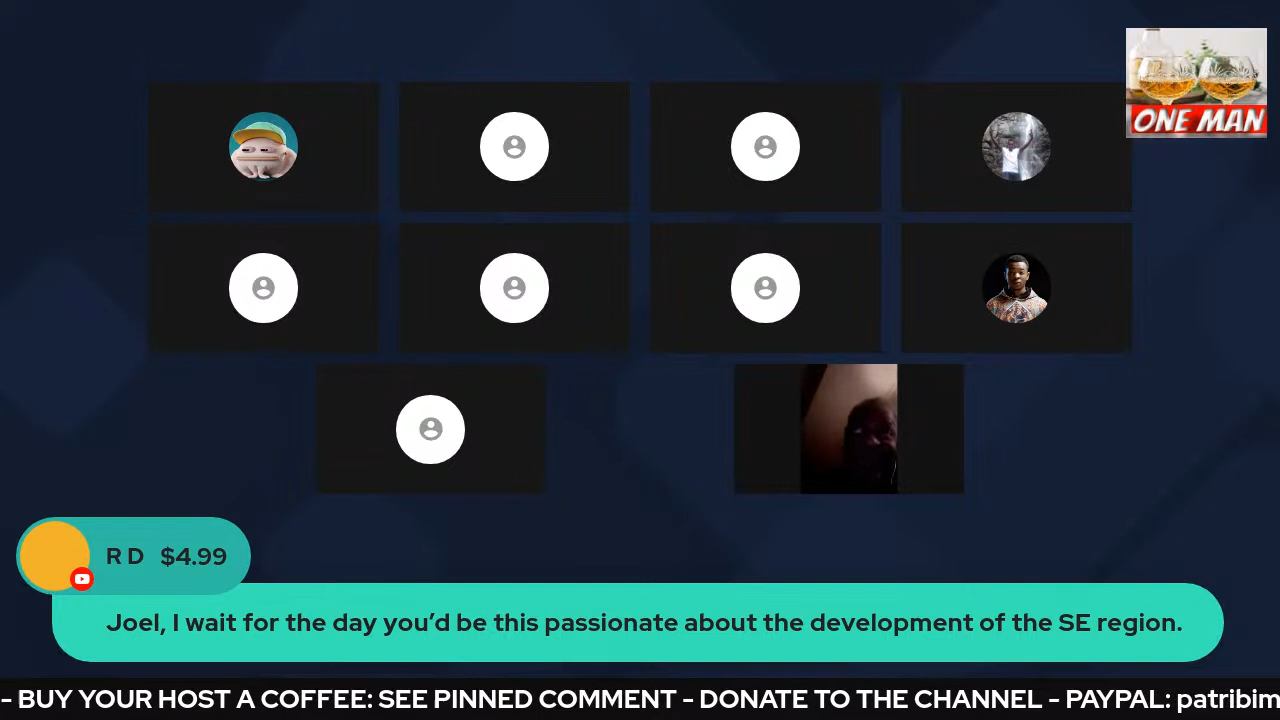 ONE MAN
R D $4.99
Joel, I wait for the day you’d be this passionate about the development of the SE region.
- BUY YOUR HOST A COFFEE: SEE PINNED COMMENT - DONATE TO THE CHANNEL - PAYPAL: patribim